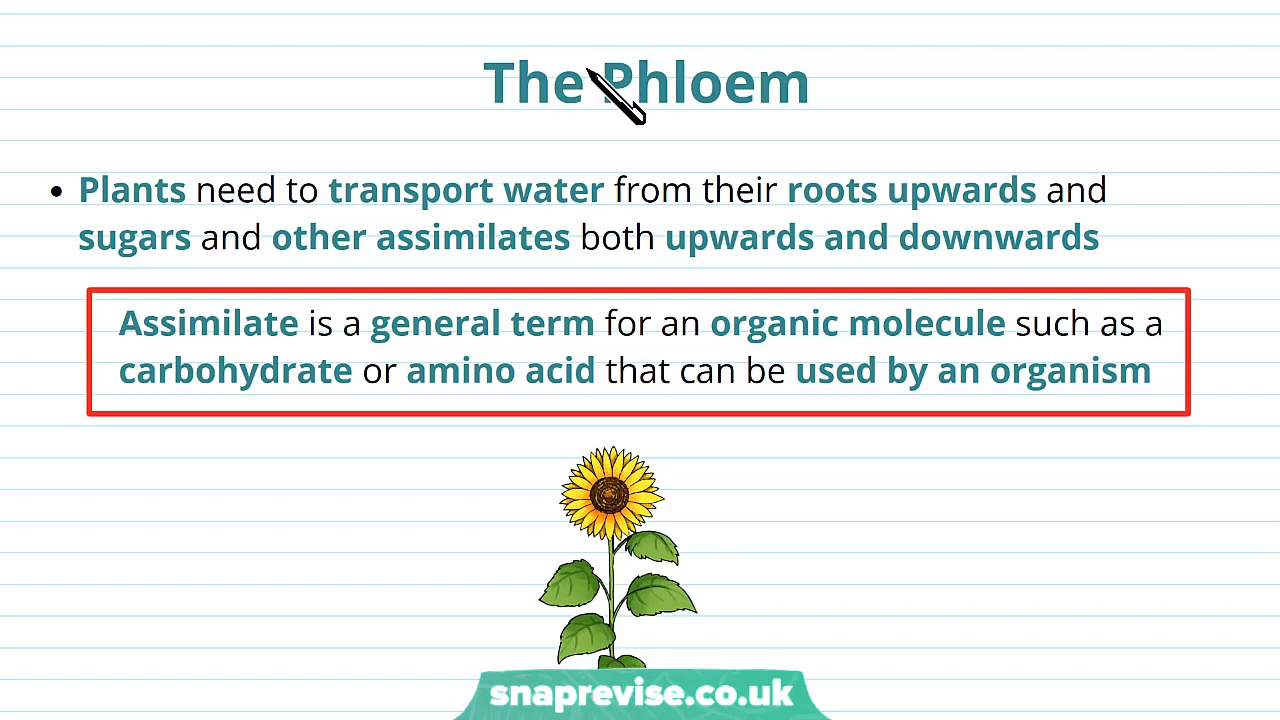 The Phloem
• Plants need to transport water from their roots upwards and
sugars and other assimilates both upwards and downwards
Assimilate is a general term for an organic molecule such as a
carbohydrate or amino acid that can be used by an organism
snaprevise.co.uk